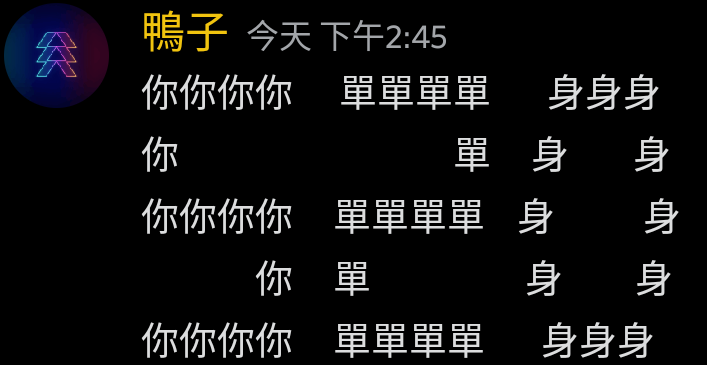 鴨子 今天 下午2:45
你你你你 單單單單 身身身
你 單 身 身
你你你你 單單單單 身 身
你 單 身 身
你你你你 單單單單 身身身